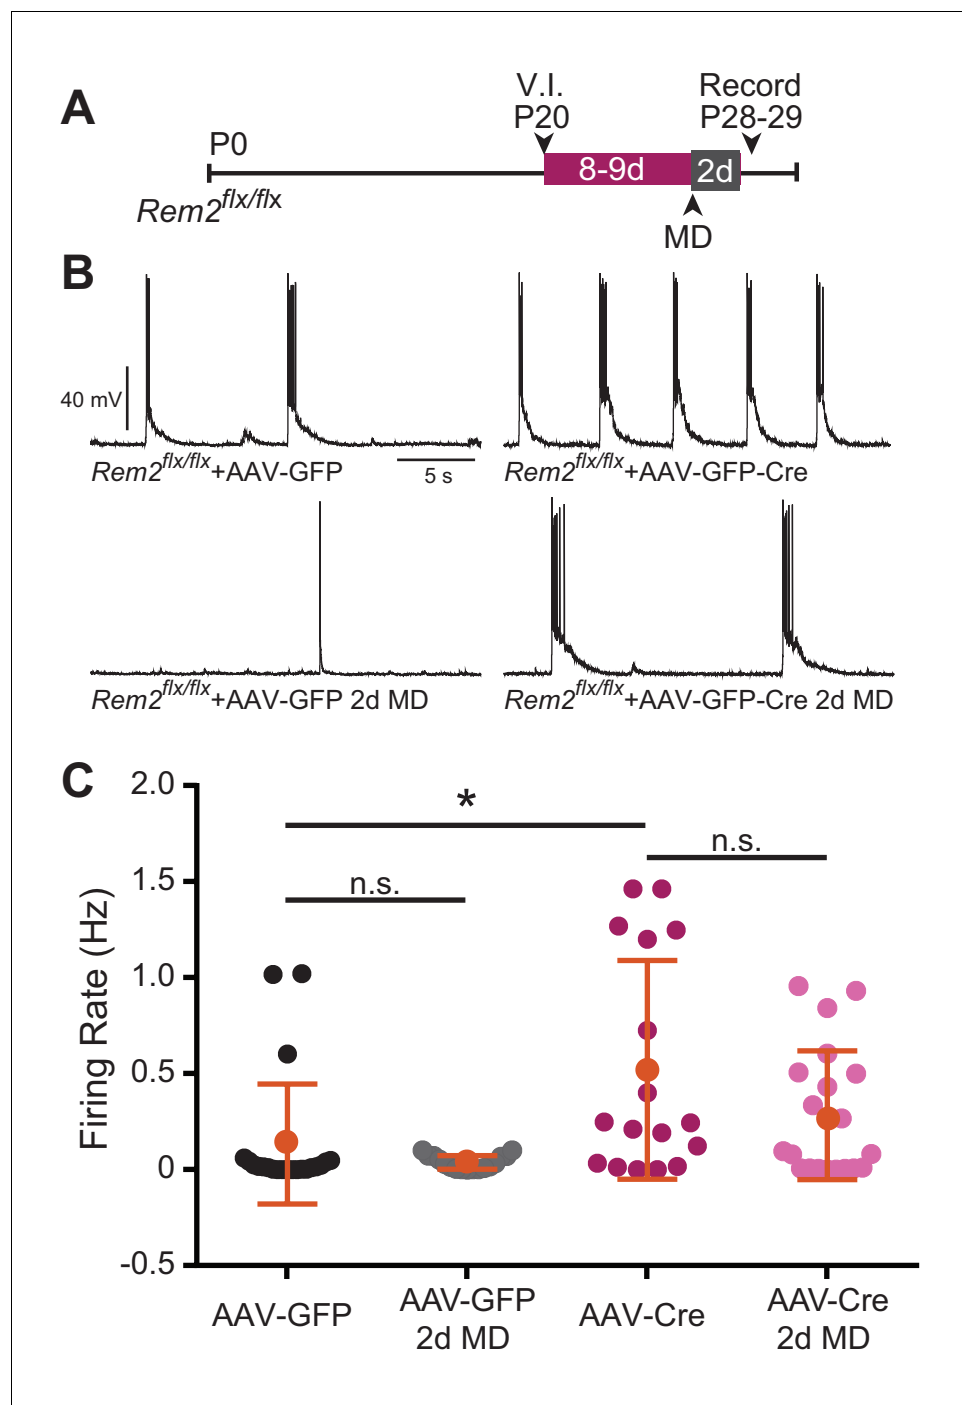 A
V.I.
P20
Record
P28-29
P0
8-9d
2d
Rem2flx/flx
MD
B
40 mV
5 s
Rem2flx/flx+AAV-GFP
Rem2flx/flx+AAV-GFP-Cre
Rem2flx/flx+AAV-GFP 2d MD
Rem2flx/flx+AAV-GFP-Cre 2d MD
C
Firing Rate (Hz)
2.0
1.5
1.0
0.5
0
-0.5
*
n.s.
n.s.
AAV-GFP
AAV-GFP
2d MD
AAV-Cre
AAV-Cre
2d MD